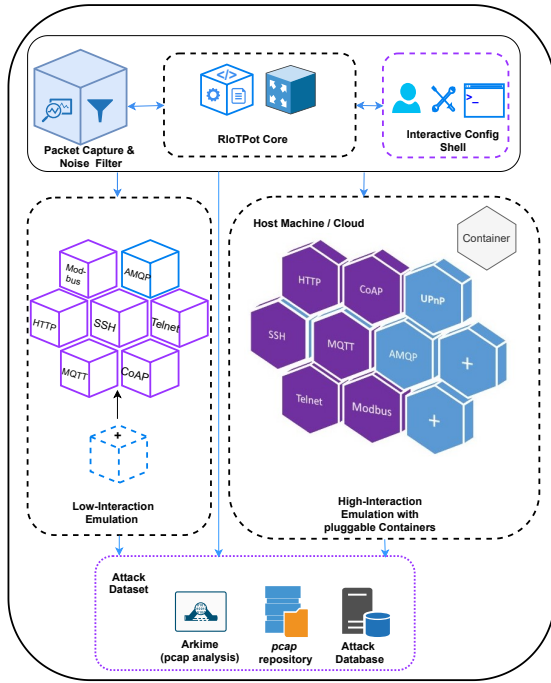 </>
>_
Packet Capture &
Noise Filter
RIoTPot Core
Interactive Config
Shell
Mod-
bus
AMQP
HTTP
SSH
Telnet
MQTT
CoAP
+
Low-Interaction
Emulation
Host Machine / Cloud
Container
HTTP
CoAP
UPnP
SSH
MQTT
AMQP
+
Telnet
Modbus
+
High-Interaction
Emulation with
pluggable Containers
Attack
Dataset
Arkime
(pcap analysis)
pcap
repository
Attack
Database